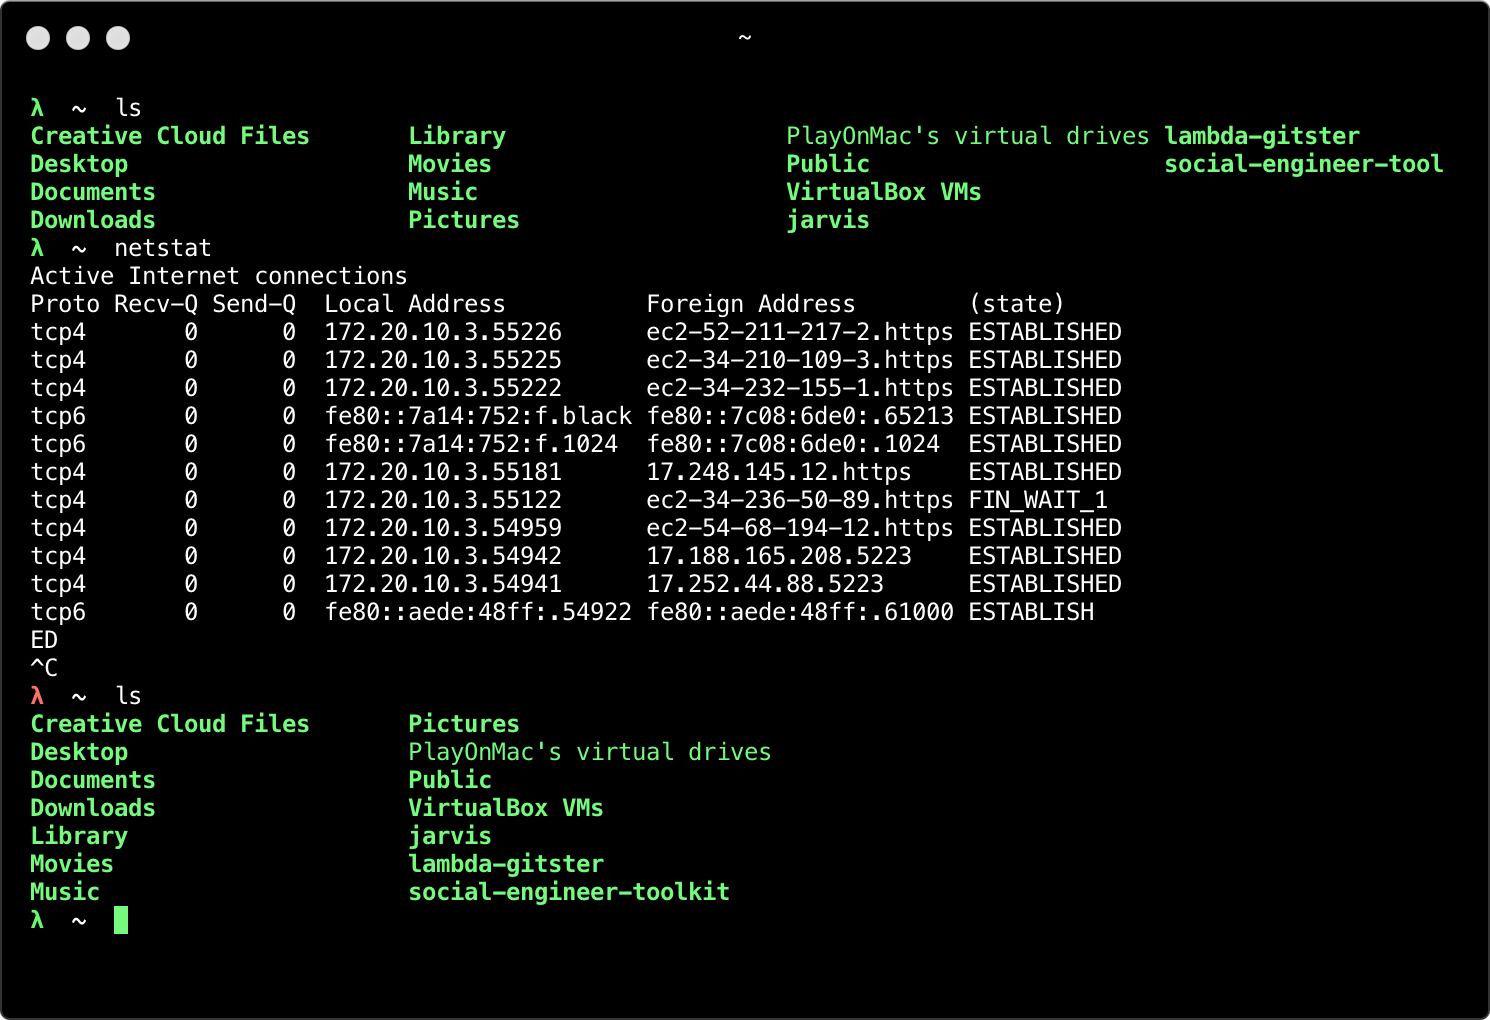 ~
λ  ~  ls
Creative Cloud Files       Library                    PlayOnMac's virtual drives lambda-gitster
Desktop                    Movies                     Public                     social-engineer-tool
Documents                  Music                      VirtualBox VMs
Downloads                  Pictures                   jarvis
λ  ~  netstat
Active Internet connections
Proto Recv-Q Send-Q  Local Address          Foreign Address        (state)
tcp4       0      0  172.20.10.3.55226      ec2-52-211-217-2.https ESTABLISHED
tcp4       0      0  172.20.10.3.55225      ec2-34-210-109-3.https ESTABLISHED
tcp4       0      0  172.20.10.3.55222      ec2-34-232-155-1.https ESTABLISHED
tcp6       0      0  fe80::7a14:752:f.black fe80::7c08:6de0:.65213 ESTABLISHED
tcp6       0      0  fe80::7a14:752:f.1024  fe80::7c08:6de0:.1024  ESTABLISHED
tcp4       0      0  172.20.10.3.55181      17.248.145.12.https    ESTABLISHED
tcp4       0      0  172.20.10.3.55122      ec2-34-236-50-89.https FIN_WAIT_1
tcp4       0      0  172.20.10.3.54959      ec2-54-68-194-12.https ESTABLISHED
tcp4       0      0  172.20.10.3.54942      17.188.165.208.5223    ESTABLISHED
tcp4       0      0  172.20.10.3.54941      17.252.44.88.5223      ESTABLISHED
tcp6       0      0  fe80::aede:48ff:.54922 fe80::aede:48ff:.61000 ESTABLISH
ED
^C
λ  ~  ls
Creative Cloud Files       Pictures
Desktop                    PlayOnMac's virtual drives
Documents                  Public
Downloads                  VirtualBox VMs
Library                    jarvis
Movies                     lambda-gitster
Music                      social-engineer-toolkit
λ  ~